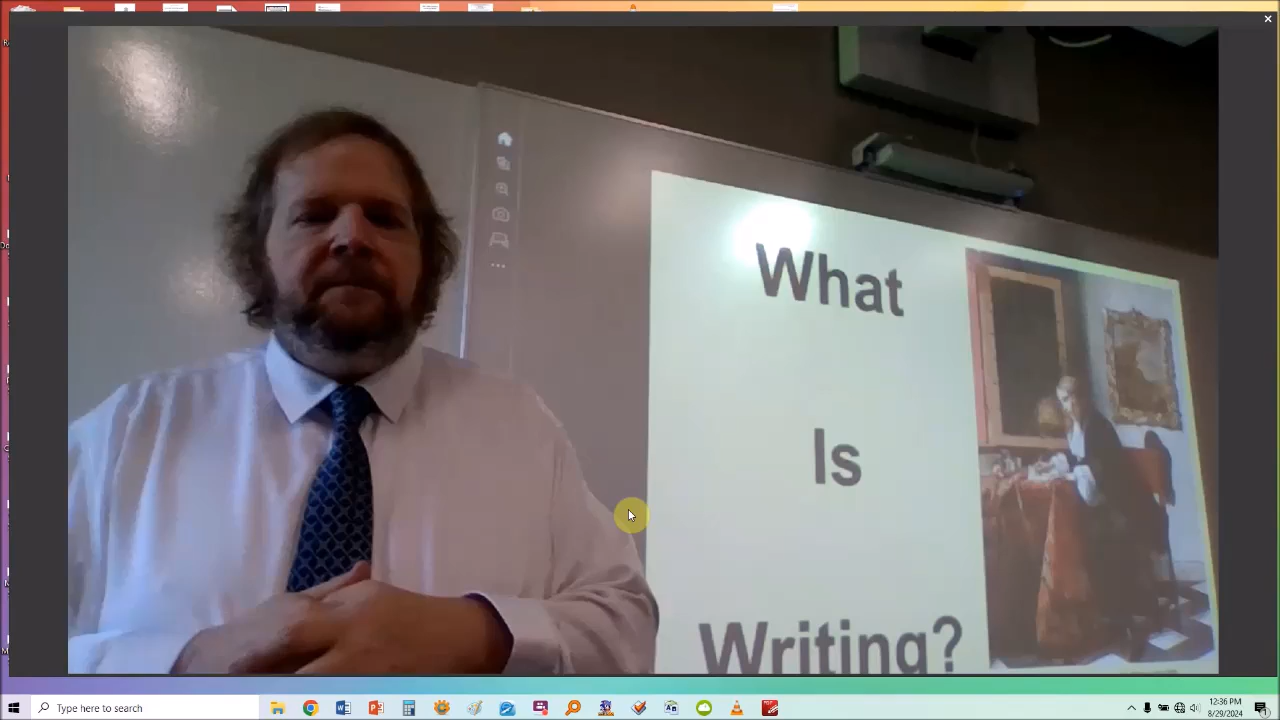 What
Is
Writing?
Type here to search
12:36 PM
8/29/2024